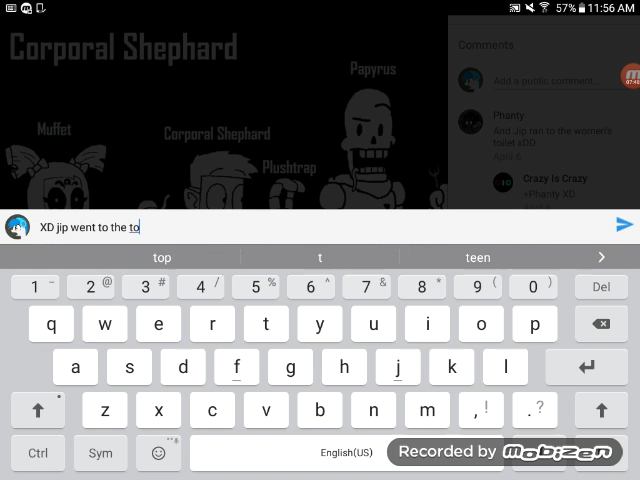 57% 11:56 AM
Corporal Shephard
Papyrus
Muffet
Corporal Shephard
Plushtrap
Comments
Add a public comment...
Phanty
And Jip ran to the women's
toilet xDD
April 6
Crazy Is Crazy
+Phanty XD
XD jip went to the to
top t teen
1 _ 2 @ 3 # 4 / 5 % 6 ^ 7 & 8 * 9 ( 0 ) Del
q w e r t y u i o p
a s d f g h j k l
z x c v b n m , ! . ?
Ctrl Sym English(US)
Recorded by mobizen